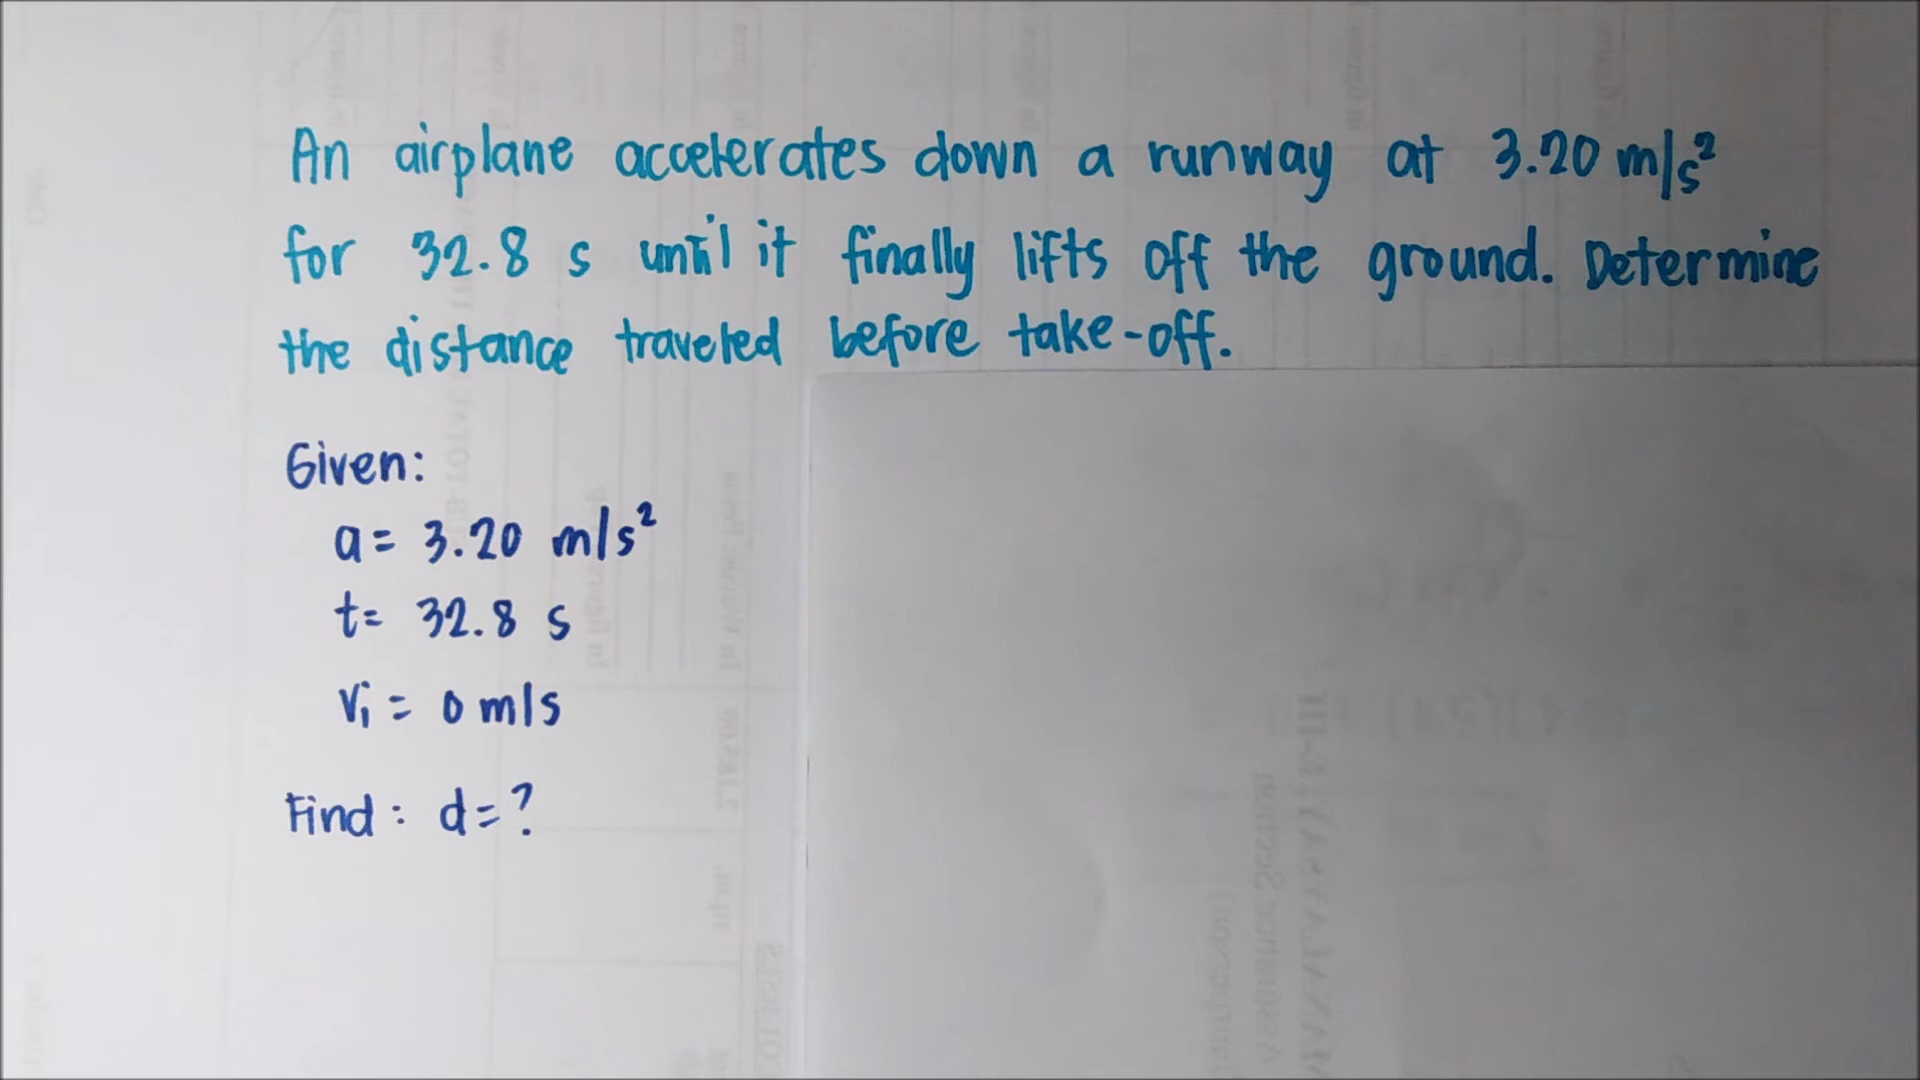 An airplane accelerates down a runway at 3.20 m/s²
for 32.8 s until it finally lifts off the ground. Determine
the distance traveled before take-off.
Given:
a = 3.20 m/s²
t = 32.8 s
Vi = 0 m/s
Find : d = ?